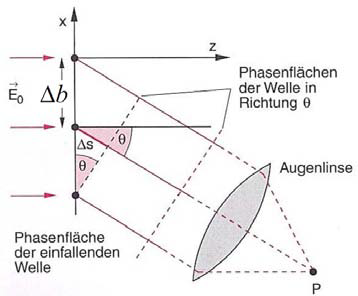 x
z
Phasenflächen
der Welle in
Richtung θ
E⃗₀
Δb
θ
Δs
θ
Augenlinse
Phasenfläche
der einfallenden
Welle
P